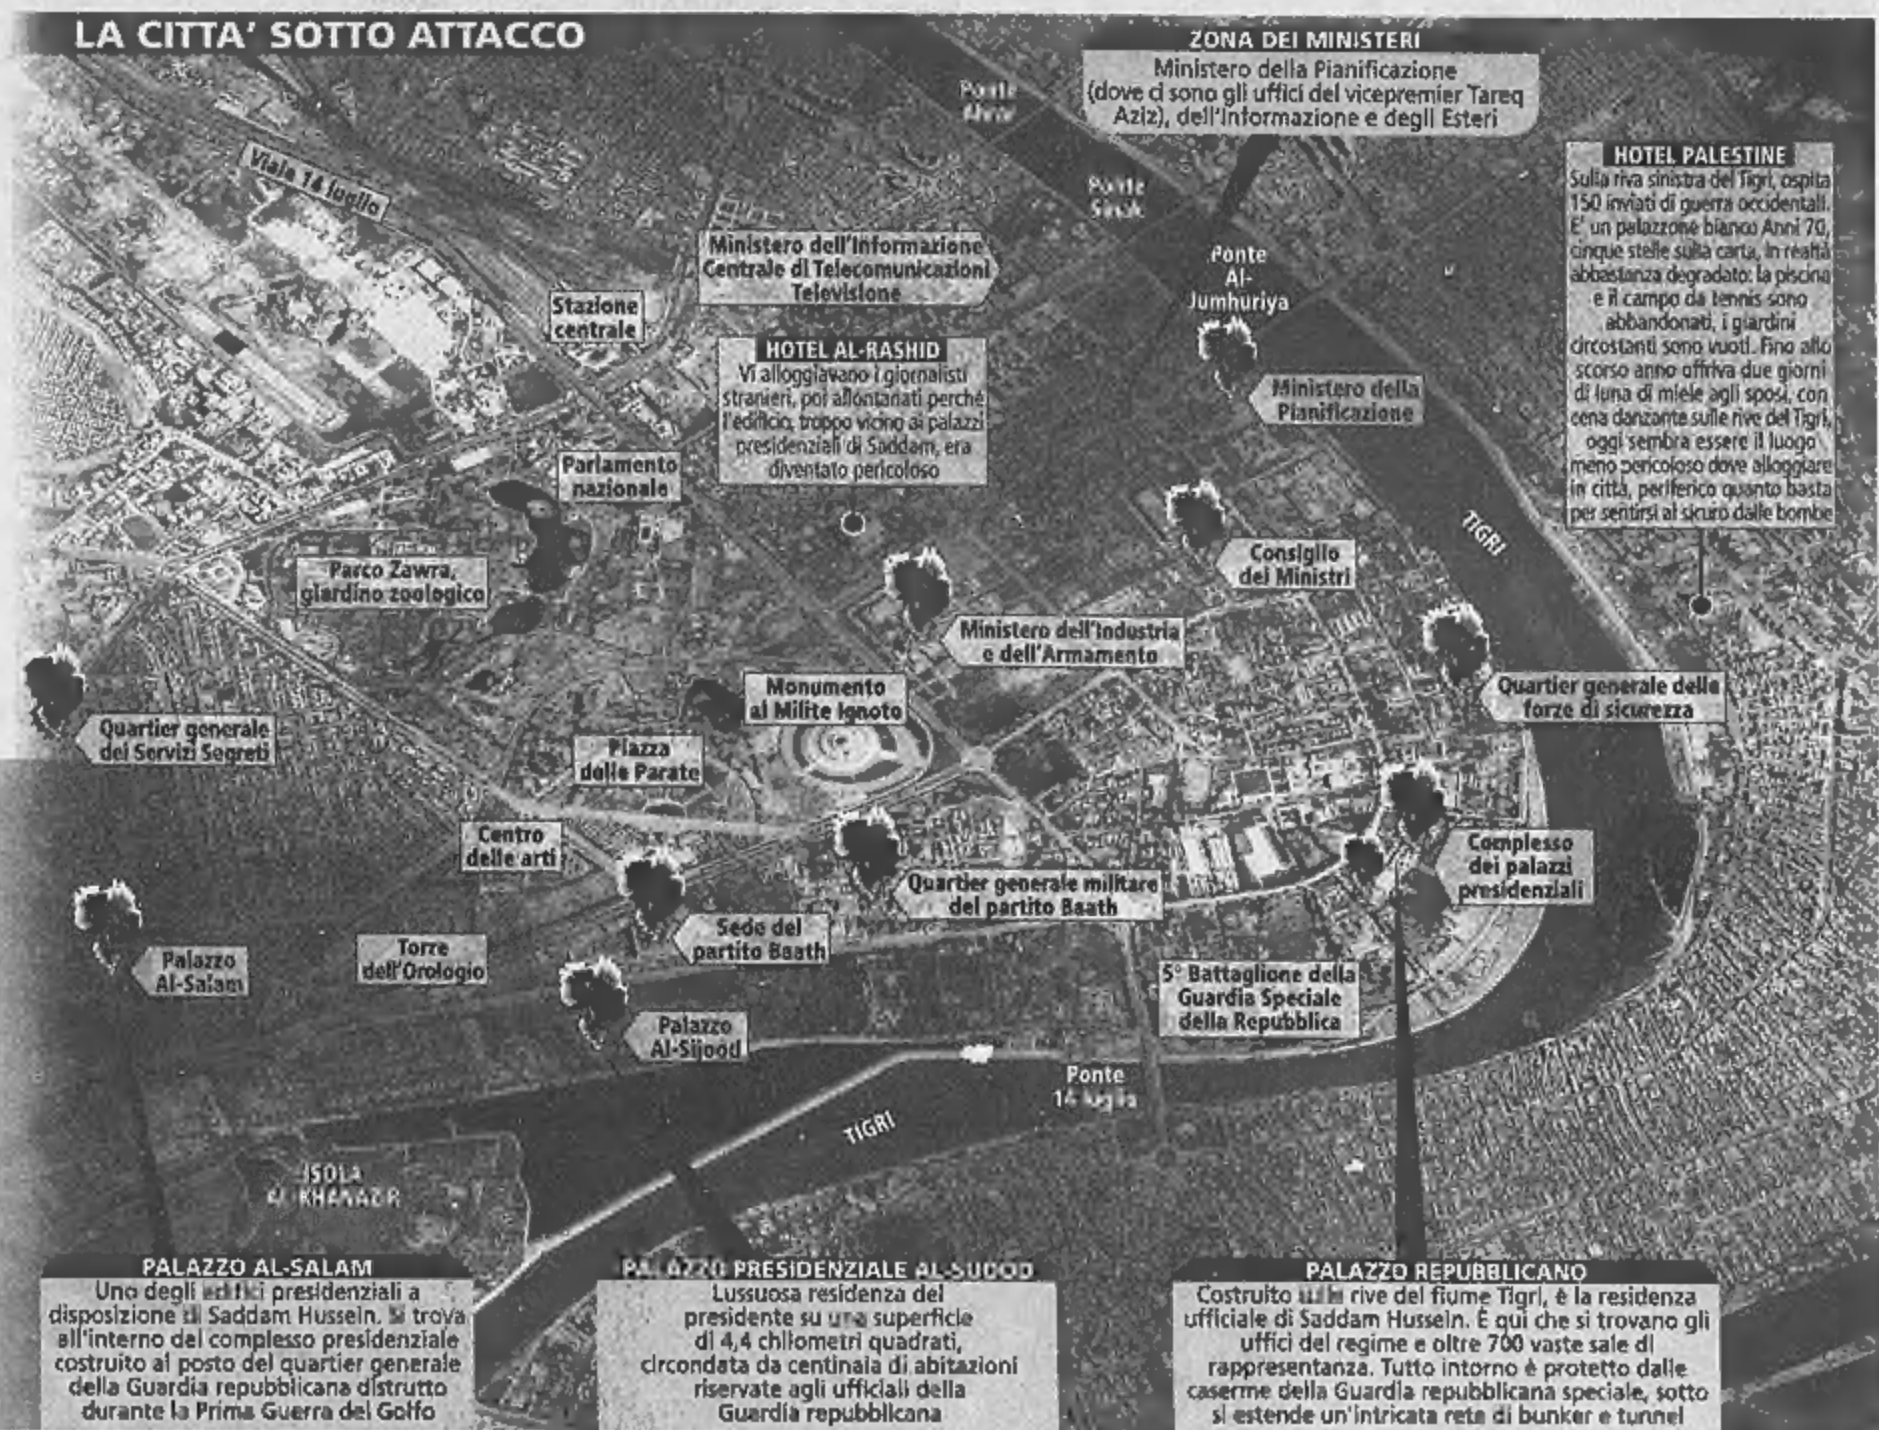 LA CITTA' SOTTO ATTACCO
ZONA DEI MINISTERI
Ministero della Pianificazione
(dove ci sono gli uffici del vicepremier Tareq
Aziz), dell'Informazione e degli Esteri
Ponte
Ponte
Sinak
Ponte
Al-
Jumhuriya
HOTEL PALESTINE
Sulla riva sinistra del Tigri, ospita
150 inviati di guerra occidentali.
E' un palazzone bianco Anni 70,
cinque stelle sulla carta, in realtà
abbastanza degradato: la piscina
e il campo da tennis sono
abbandonati, i giardini
circostanti sono vuoti. Fino allo
scorso anno offriva due giorni
di luna di miele agli sposi, con
cena danzante sulle rive del Tigri,
oggi sembra essere il luogo
meno pericoloso dove alloggiare
in città, periferico quanto basta
per sentirsi al sicuro dalle bombe
Viale 14 luglio
Ministero dell'Informazione
Centrale di Telecomunicazioni
Televisione
Stazione
centrale
HOTEL AL-RASHID
Vi alloggiavano i giornalisti
stranieri, poi allontanati perché
l'edificio, troppo vicino ai palazzi
presidenziali di Saddam, era
diventato pericoloso
Ministero della
Pianificazione
Parlamento
nazionale
TIGRI
Consiglio
dei Ministri
Parco Zawra,
giardino zoologico
Ministero dell'Industria
e dell'Armamento
Monumento
al Milite Ignoto
Quartier generale delle
forze di sicurezza
Quartier generale
dei Servizi Segreti
Piazza
delle Parate
Centro
delle arti
Complesso
dei palazzi
presidenziali
Quartier generale militare
del partito Baath
Sede del
partito Baath
Torre
dell'Orologio
Palazzo
Al-Salam
5° Battaglione della
Guardia Speciale
della Repubblica
Palazzo
Al-Sijood
Ponte
14 luglio
TIGRI
ISOLA
AL KHANAZIR
PALAZZO AL-SALAM
Uno degli edifici presidenziali a
disposizione di Saddam Hussein. Si trova
all'interno del complesso presidenziale
costruito al posto del quartier generale
della Guardia repubblicana distrutto
durante la Prima Guerra del Golfo
PALAZZO PRESIDENZIALE
Lussuosa residenza del
presidente su una superficie
di 4,4 chilometri quadrati,
circondata da centinaia di abitazioni
riservate agli ufficiali della
Guardia repubblicana
PALAZZO REPUBBLICANO
Costruito sulle rive del fiume Tigri, è la residenza
ufficiale di Saddam Hussein. È qui che si trovano gli
uffici del regime e oltre 700 vaste sale di
rappresentanza. Tutto intorno è protetto dalle
caserme della Guardia repubblicana speciale, sotto
si estende un'intricata rete di bunker e tunnel